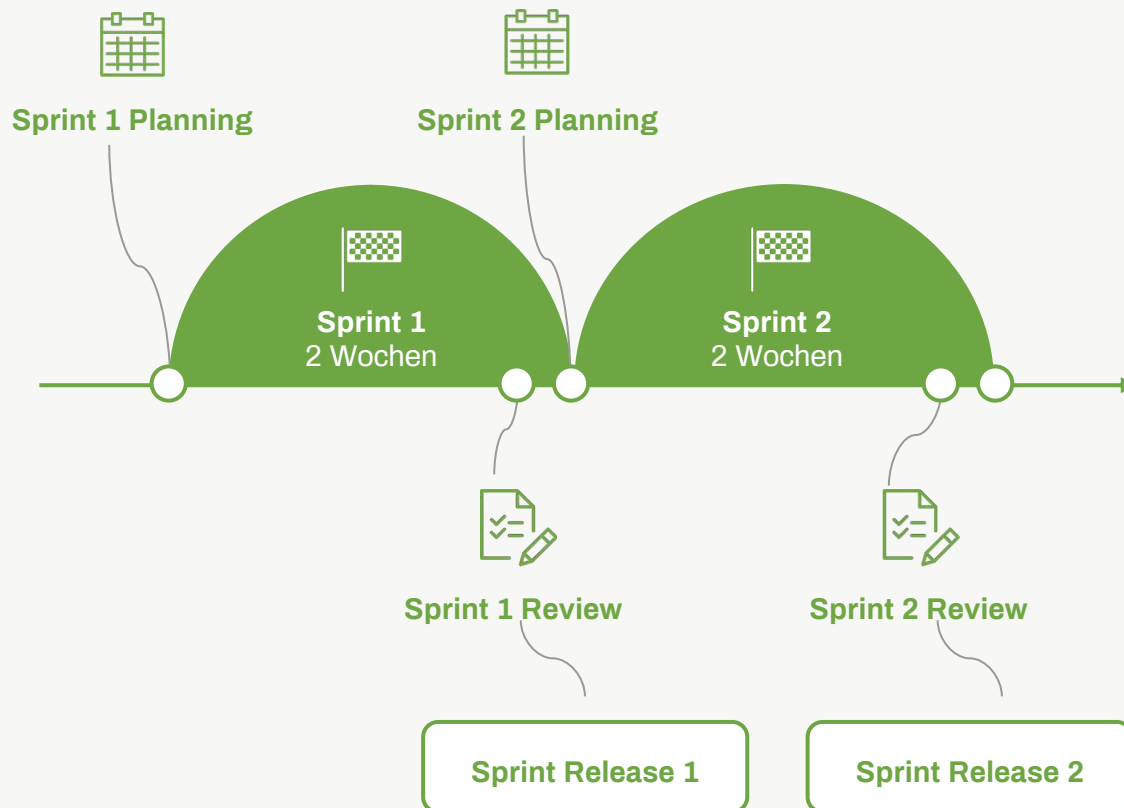 Sprint 1 Planning
Sprint 2 Planning
Sprint 1
2 Wochen
Sprint 2
2 Wochen
Sprint 1 Review
Sprint 2 Review
Sprint Release 1
Sprint Release 2